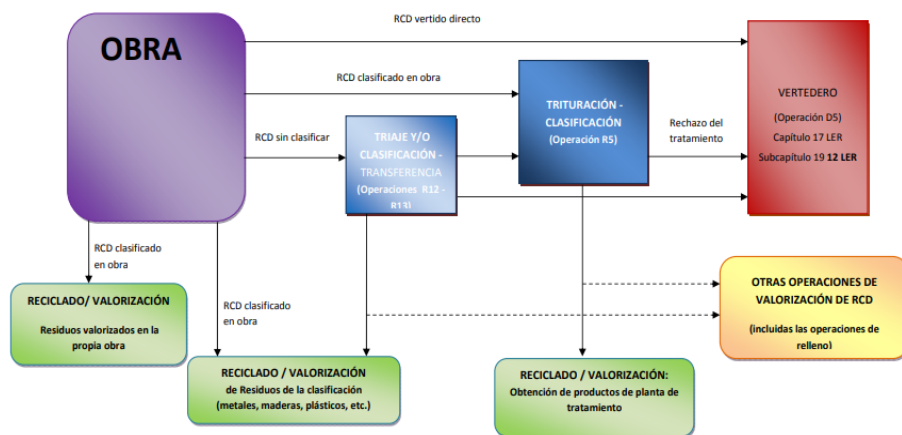 OBRA
RCD vertido directo
RCD clasificado en obra
RCD sin clasificar
TRIAJE Y/O
CLASIFICACIÓN -
TRANSFERENCIA
(Operaciones R12 -
R13)
TRITURACIÓN -
CLASIFICACIÓN
(Operación R5)
Rechazo del
tratamiento
VERTEDERO
(Operación D5)
Capítulo 17 LER
Subcapítulo 19 12 LER
RCD clasificado
en obra
RECICLADO/ VALORIZACIÓN
Residuos valorizados en la
propia obra
RCD clasificado
en obra
OTRAS OPERACIONES DE
VALORIZACIÓN DE RCD
(incluidas las operaciones de
relleno)
RECICLADO / VALORIZACIÓN
de Residuos de la clasificación
(metales, maderas, plásticos, etc.)
RECICLADO / VALORIZACIÓN:
Obtención de productos de planta de
tratamiento